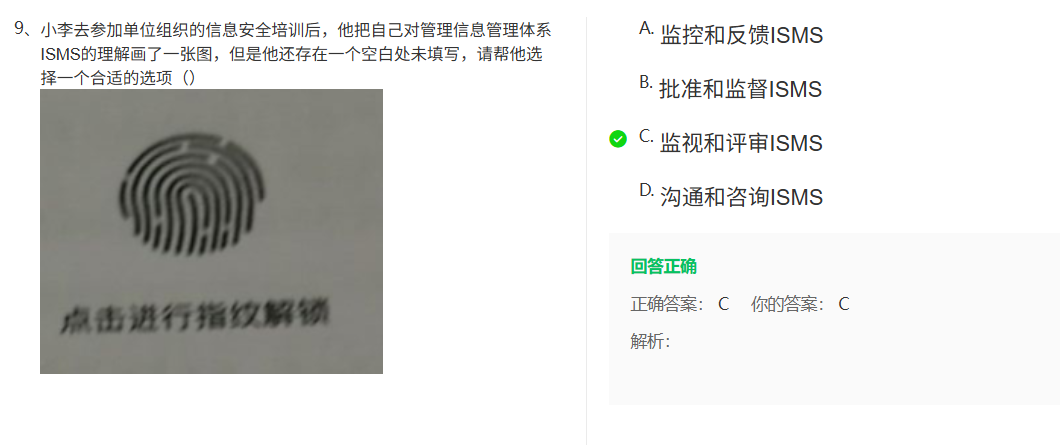 9、小李去参加单位组织的信息安全培训后，他把自己对管理信息管理体系
ISMS的理解画了一张图，但是他还存在一个空白处未填写，请帮他选
择一个合适的选项（）
点击进行指纹解锁
A. 监控和反馈ISMS
B. 批准和监督ISMS
C. 监视和评审ISMS
D. 沟通和咨询ISMS
回答正确
正确答案： C 你的答案： C
解析：